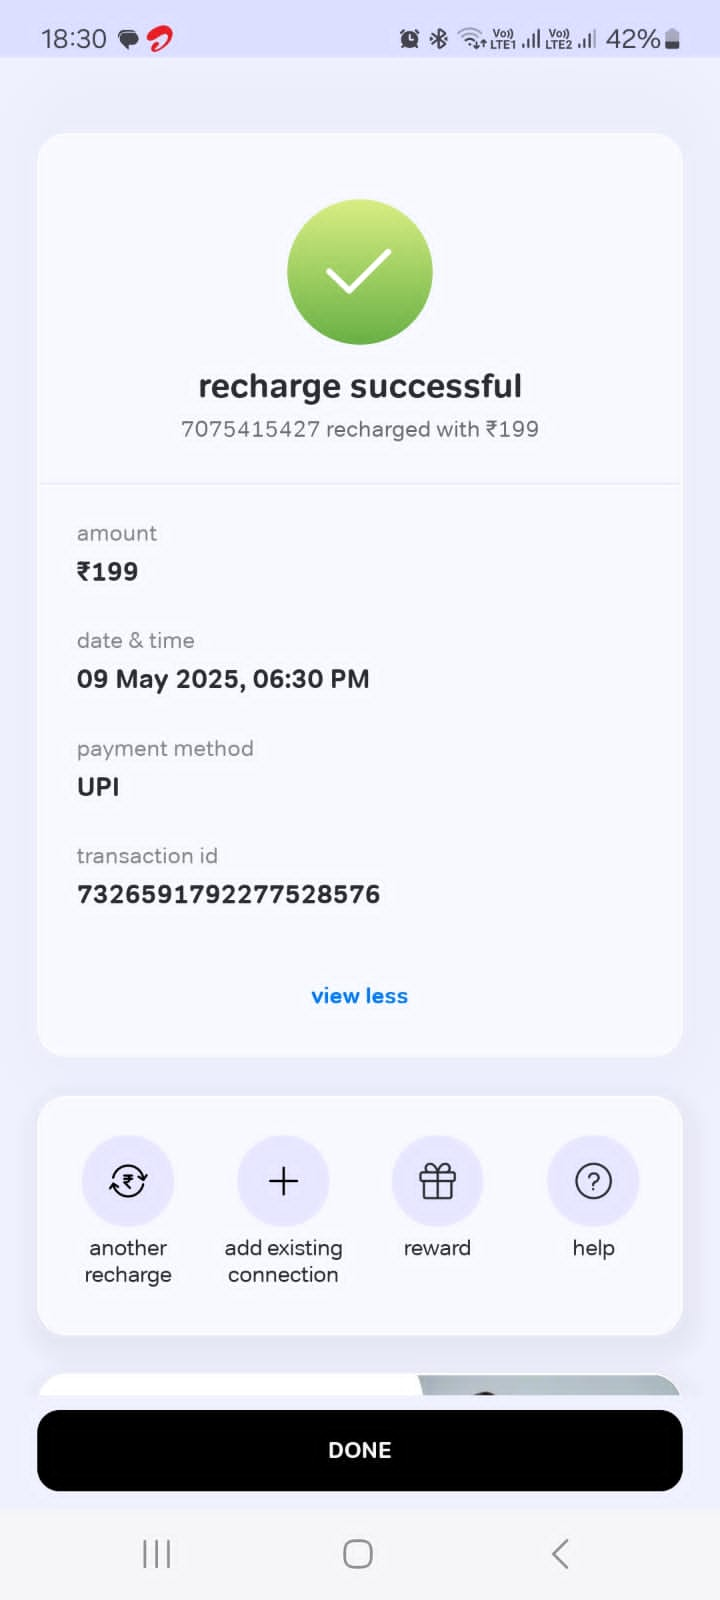 18:30 Vo)) LTE1 Vo)) LTE2 42%
recharge successful
7075415427 recharged with ₹199
amount
₹199
date & time
09 May 2025, 06:30 PM
payment method
UPI
transaction id
7326591792277528576
view less
another recharge
add existing connection
reward
help
DONE